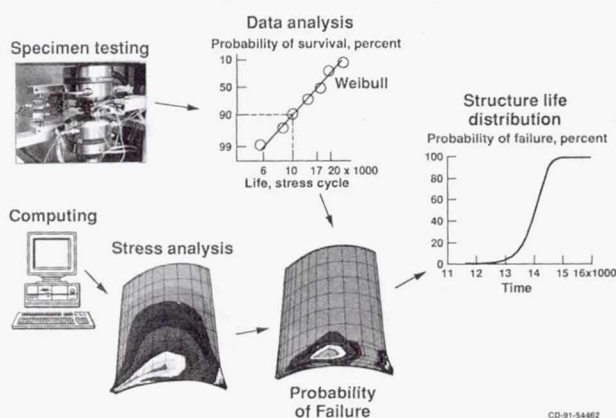 Data analysis
Specimen testing
Probability of survival, percent
10
50
90
99
Weibull
6 10 17 20 x 1000
Life, stress cycle
Structure life
distribution
Probability of failure, percent
100
80
60
40
20
0
11 12 13 14 15 16x1000
Time
Computing
Stress analysis
Probability
of Failure
CD-91-54462